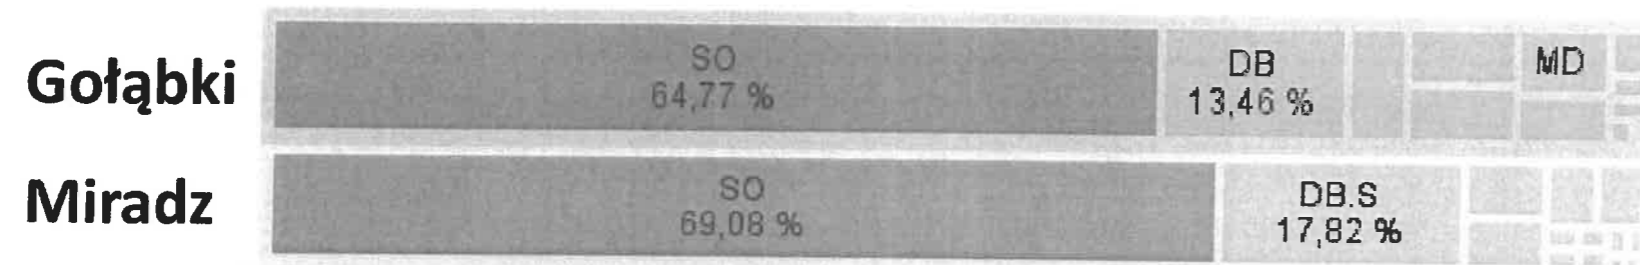 Gołąbki
SO
64,77 %
DB
13,46 %
MD
Miradz
SO
69,08 %
DB.S
17,82 %